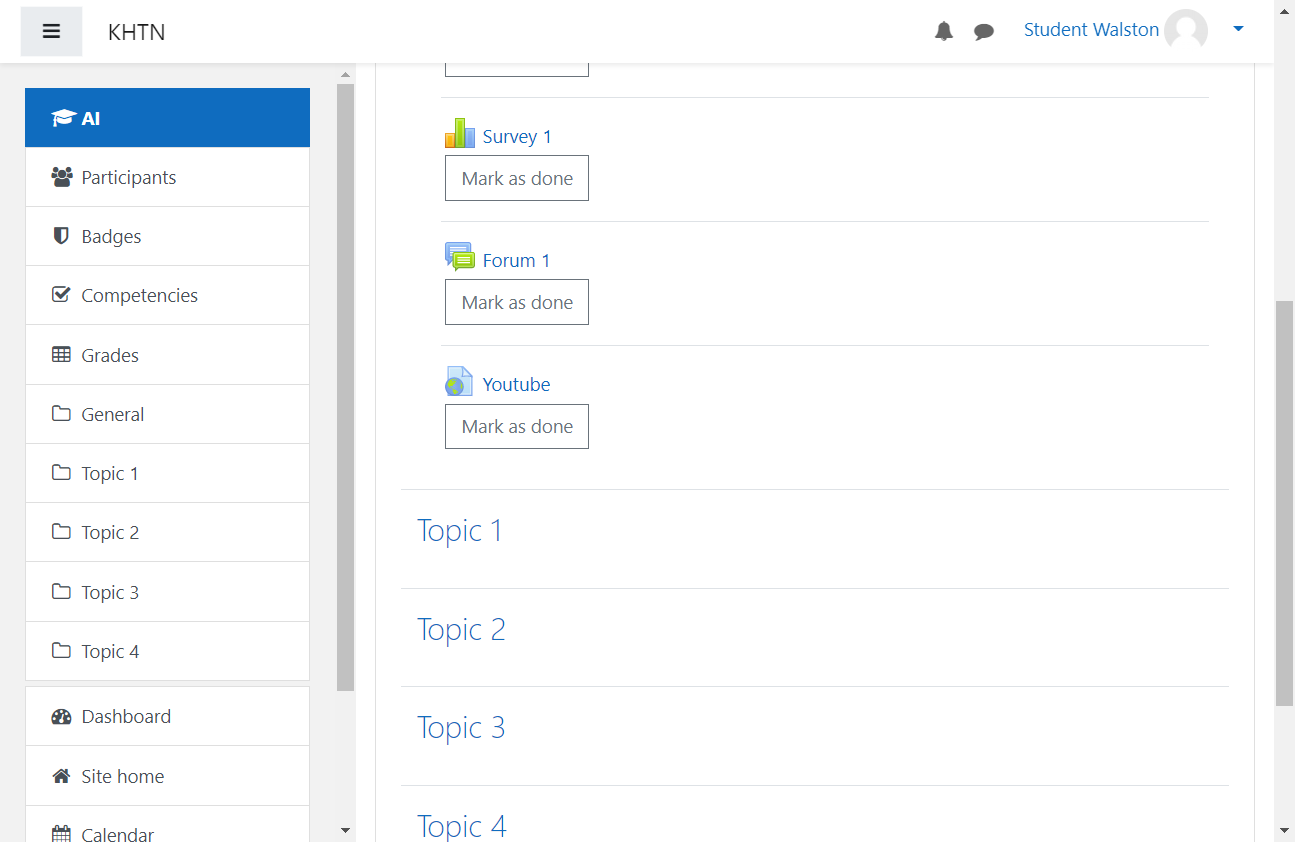 KHTN
Student Walston
AI
Participants
Badges
Competencies
Grades
General
Topic 1
Topic 2
Topic 3
Topic 4
Dashboard
Site home
Calendar
Survey 1
Mark as done
Forum 1
Mark as done
Youtube
Mark as done
Topic 1
Topic 2
Topic 3
Topic 4